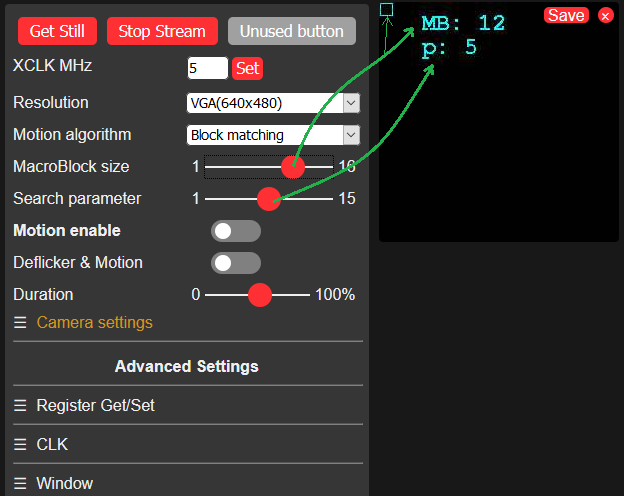 Get Still Stop Stream Unused button
XCLK MHz 5 Set
Resolution VGA(640x480)
Motion algorithm Block matching
MacroBlock size 1 16
Search parameter 1 15
Motion enable
Deflicker & Motion
Duration 0 100%
☰ Camera settings
Advanced Settings
☰ Register Get/Set
☰ CLK
☰ Window
Save ×
MB: 12
p: 5